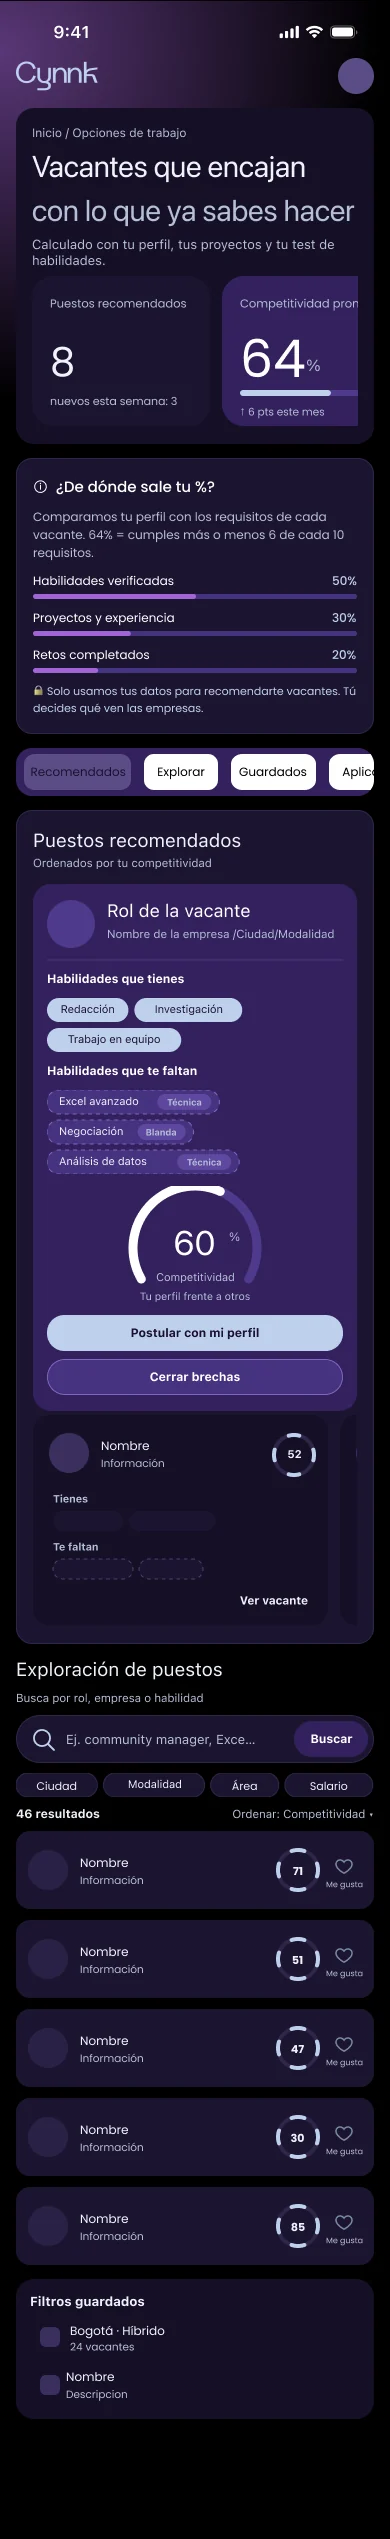 9:41
Cynnk
Inicio / Opciones de trabajo
Vacantes que encajan
con lo que ya sabes hacer
Calculado con tu perfil, tus proyectos y tu test de
habilidades.
Puestos recomendados
8
nuevos esta semana: 3
Competitividad pron
64%
↑ 6 pts este mes
¿De dónde sale tu %?
Comparamos tu perfil con los requisitos de cada
vacante. 64% = cumples más o menos 6 de cada 10
requisitos.
Habilidades verificadas 50%
Proyectos y experiencia 30%
Retos completados 20%
🔒 Solo usamos tus datos para recomendarte vacantes. Tú
decides qué ven las empresas.
Recomendados Explorar Guardados Aplic
Puestos recomendados
Ordenados por tu competitividad
Rol de la vacante
Nombre de la empresa /Ciudad/Modalidad
Habilidades que tienes
Redacción Investigación
Trabajo en equipo
Habilidades que te faltan
Excel avanzado Técnica
Negociación Blanda
Análisis de datos Técnica
60 %
Competitividad
Tu perfil frente a otros
Postular con mi perfil
Cerrar brechas
Nombre
Información
52
Tienes
Te faltan
Ver vacante
Exploración de puestos
Busca por rol, empresa o habilidad
Ej. community manager, Exce... Buscar
Ciudad Modalidad Área Salario
46 resultados Ordenar: Competitividad ▾
Nombre
Información
71
Me gusta
Nombre
Información
51
Me gusta
Nombre
Información
47
Me gusta
Nombre
Información
30
Me gusta
Nombre
Información
85
Me gusta
Filtros guardados
Bogotá · Híbrido
24 vacantes
Nombre
Descripcion